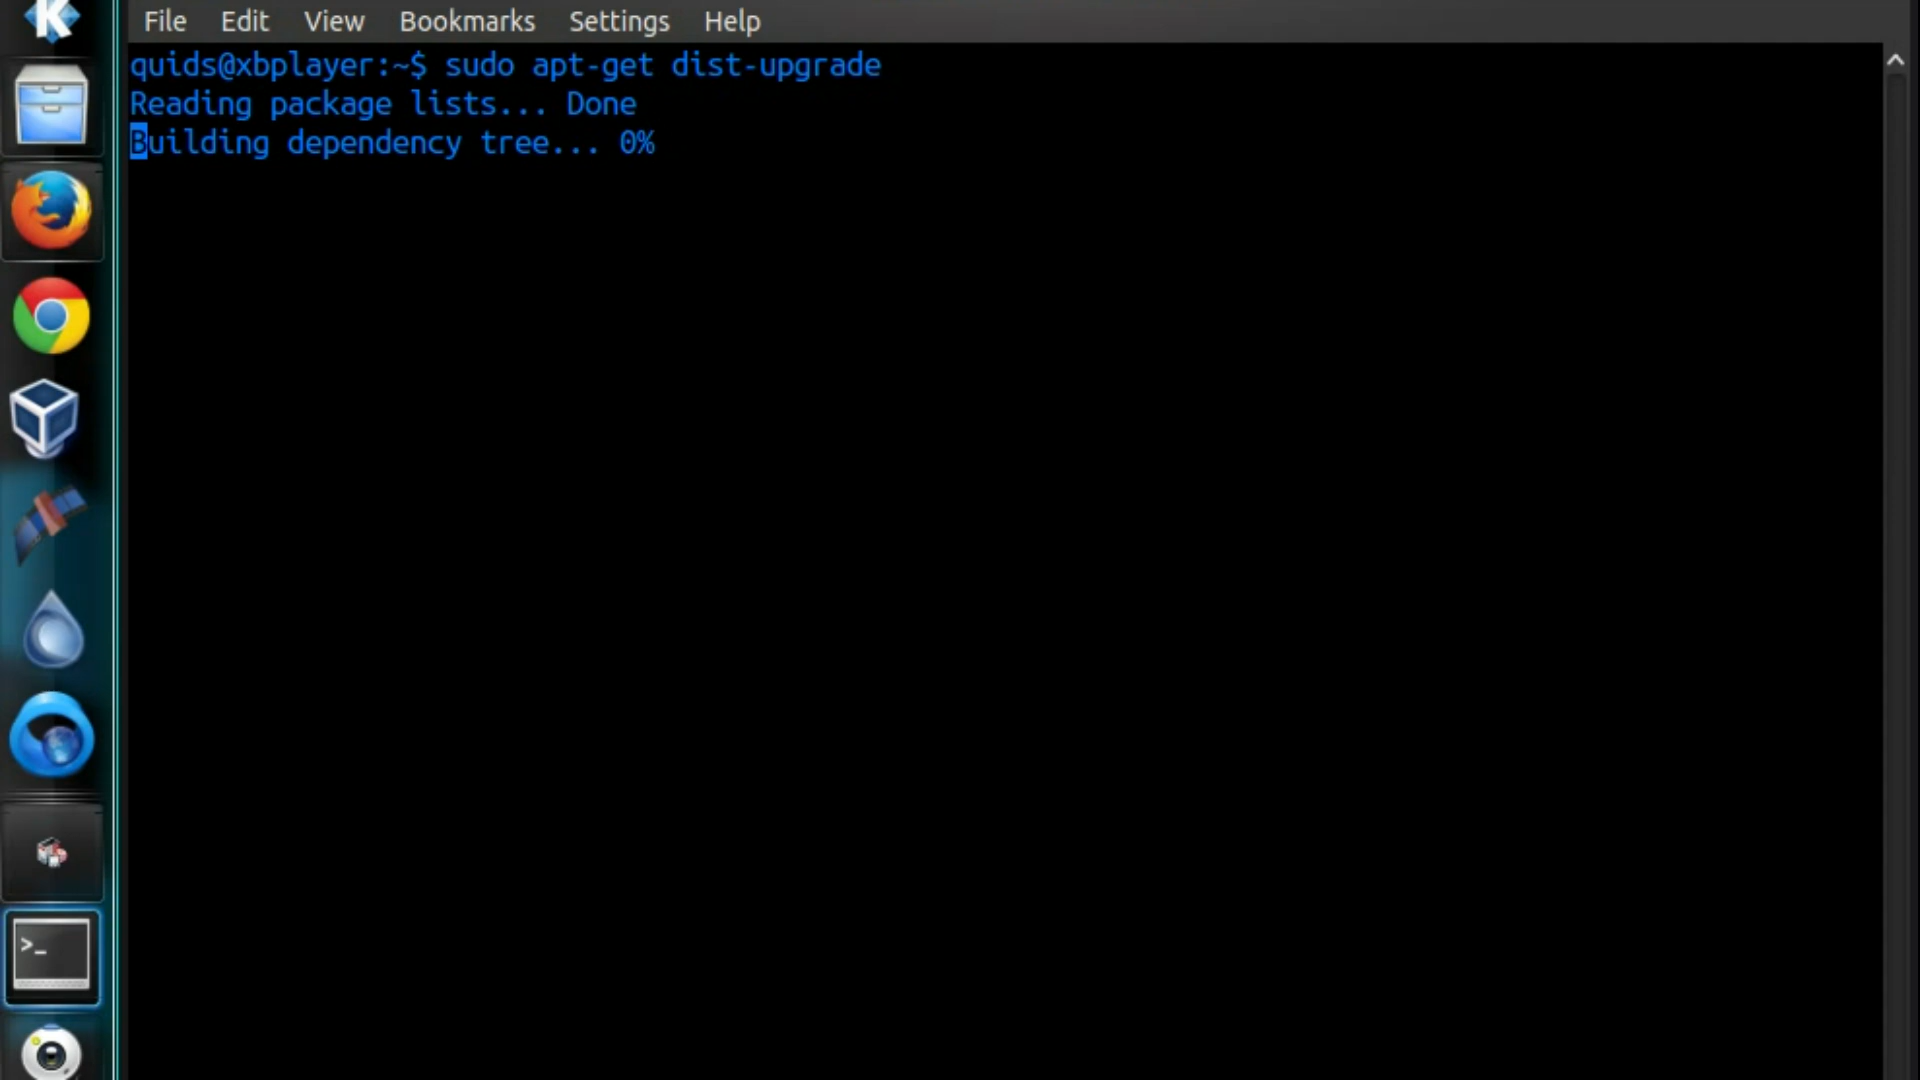 File Edit View Bookmarks Settings Help
quids@xbplayer:~$ sudo apt-get dist-upgrade
Reading package lists... Done
Building dependency tree... 0%
>_